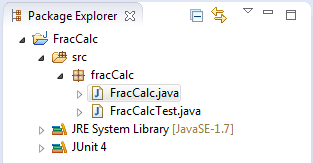 Package Explorer
FracCalc
src
fracCalc
FracCalc.java
FracCalcTest.java
JRE System Library [JavaSE-1.7]
JUnit 4